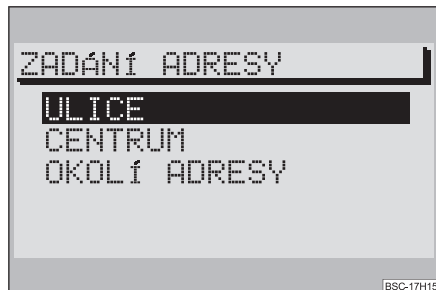 ZADÁNÍ ADRESY
ULICE
CENTRUM
OKOLÍ ADRESY
BSC-17H15